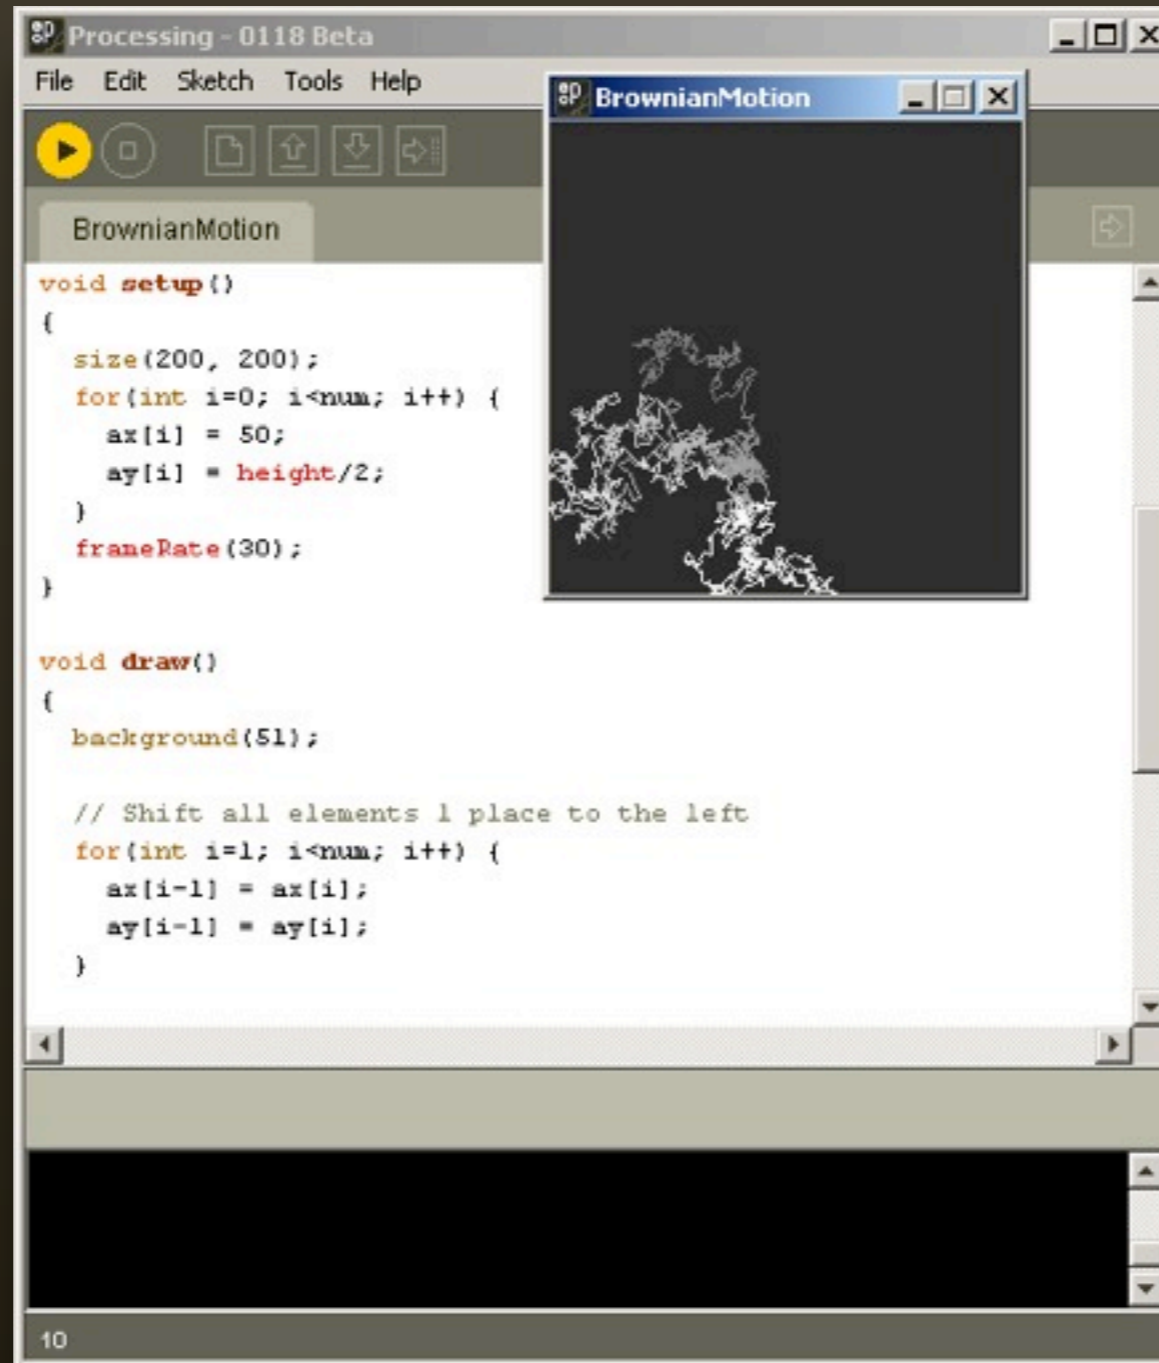 Processing - 0118 Beta
File Edit Sketch Tools Help
BrownianMotion
BrownianMotion
void setup()
{
  size(200, 200);
  for(int i=0; i<num; i++) {
    ax[i] = 50;
    ay[i] = height/2;
  }
  frameRate(30);
}
void draw()
{
  background(51);
  // Shift all elements 1 place to the left
  for(int i=1; i<num; i++) {
    ax[i-1] = ax[i];
    ay[i-1] = ay[i];
  }
10